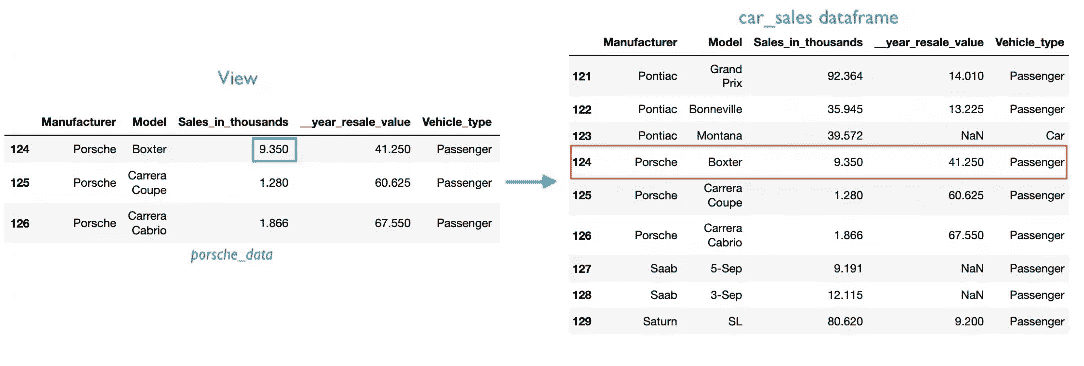 View
Manufacturer Model Sales_in_thousands __year_resale_value Vehicle_type
124 Porsche Boxter 9.350 41.250 Passenger
125 Porsche Carrera Coupe 1.280 60.625 Passenger
126 Porsche Carrera Cabrio 1.866 67.550 Passenger
porsche_data
car_sales dataframe
Manufacturer Model Sales_in_thousands __year_resale_value Vehicle_type
121 Pontiac Grand Prix 92.364 14.010 Passenger
122 Pontiac Bonneville 35.945 13.225 Passenger
123 Pontiac Montana 39.572 NaN Car
124 Porsche Boxter 9.350 41.250 Passenger
125 Porsche Carrera Coupe 1.280 60.625 Passenger
126 Porsche Carrera Cabrio 1.866 67.550 Passenger
127 Saab 5-Sep 9.191 NaN Passenger
128 Saab 3-Sep 12.115 NaN Passenger
129 Saturn SL 80.620 9.200 Passenger